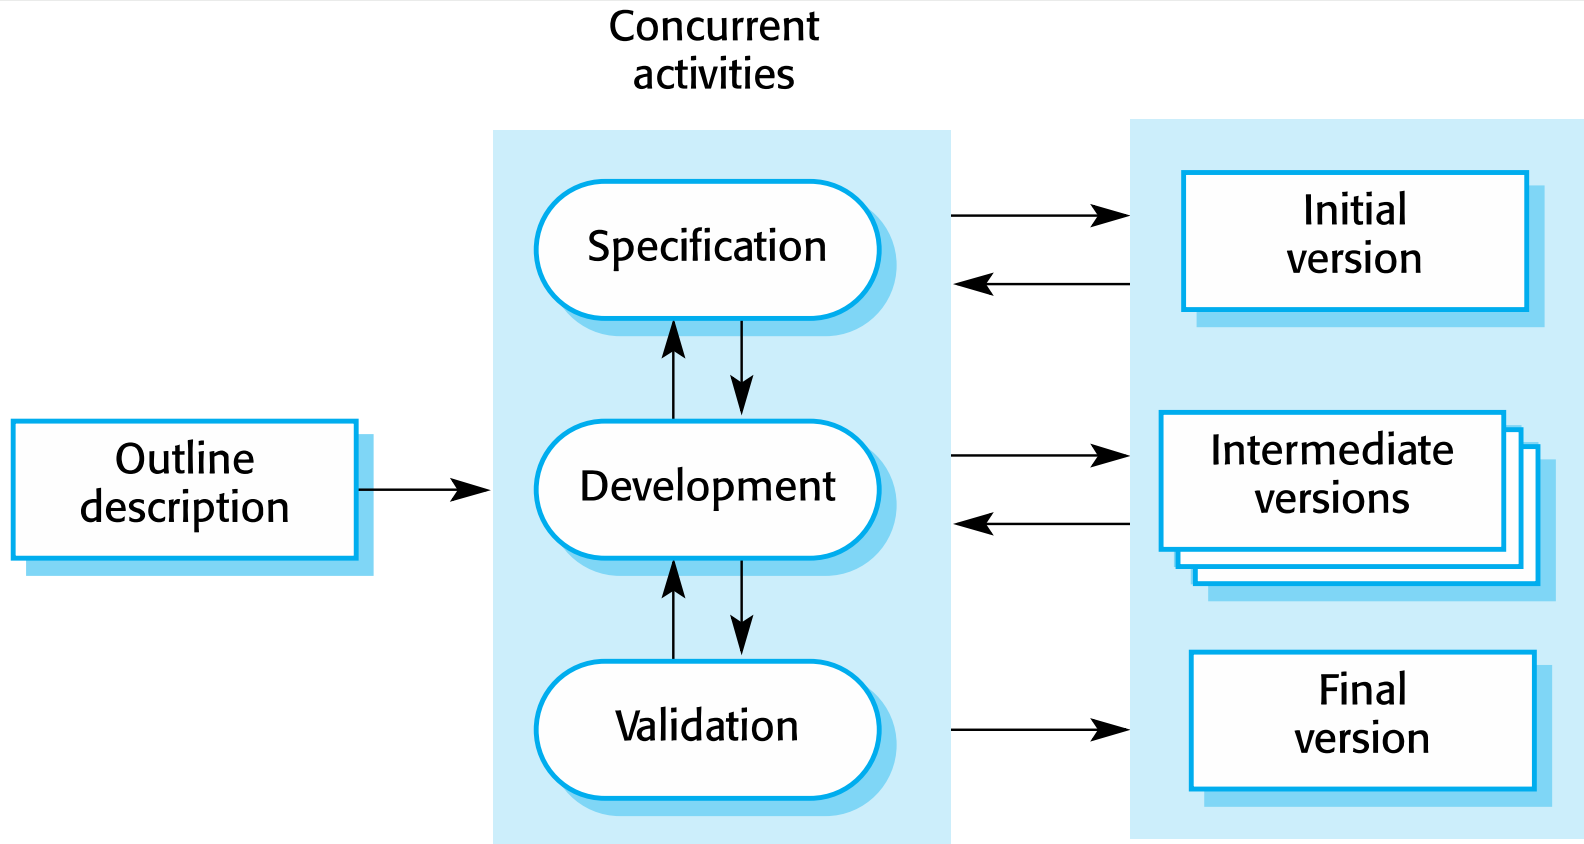 Concurrent
activities
Specification
Initial
version
Outline
description
Development
Intermediate
versions
Validation
Final
version